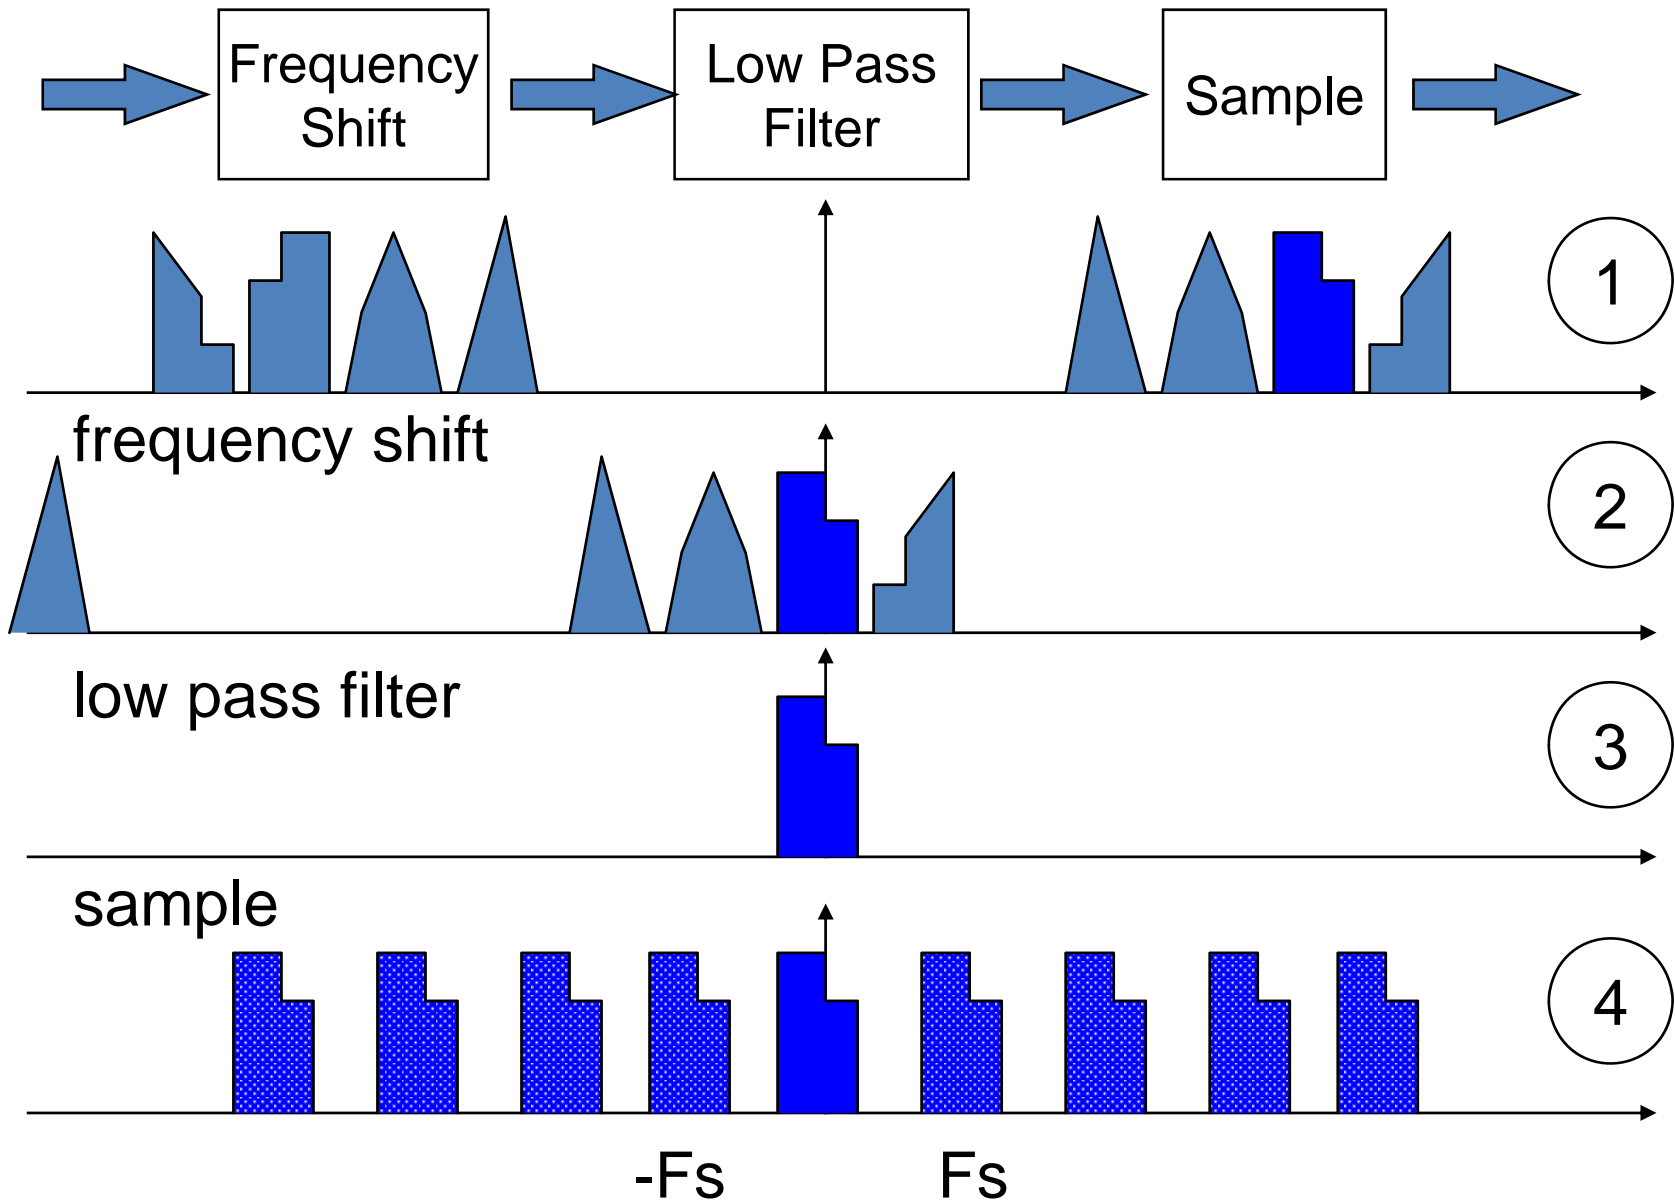 Frequency
Shift
Low Pass
Filter
Sample
1
frequency shift
2
low pass filter
3
sample
4
-Fs
Fs